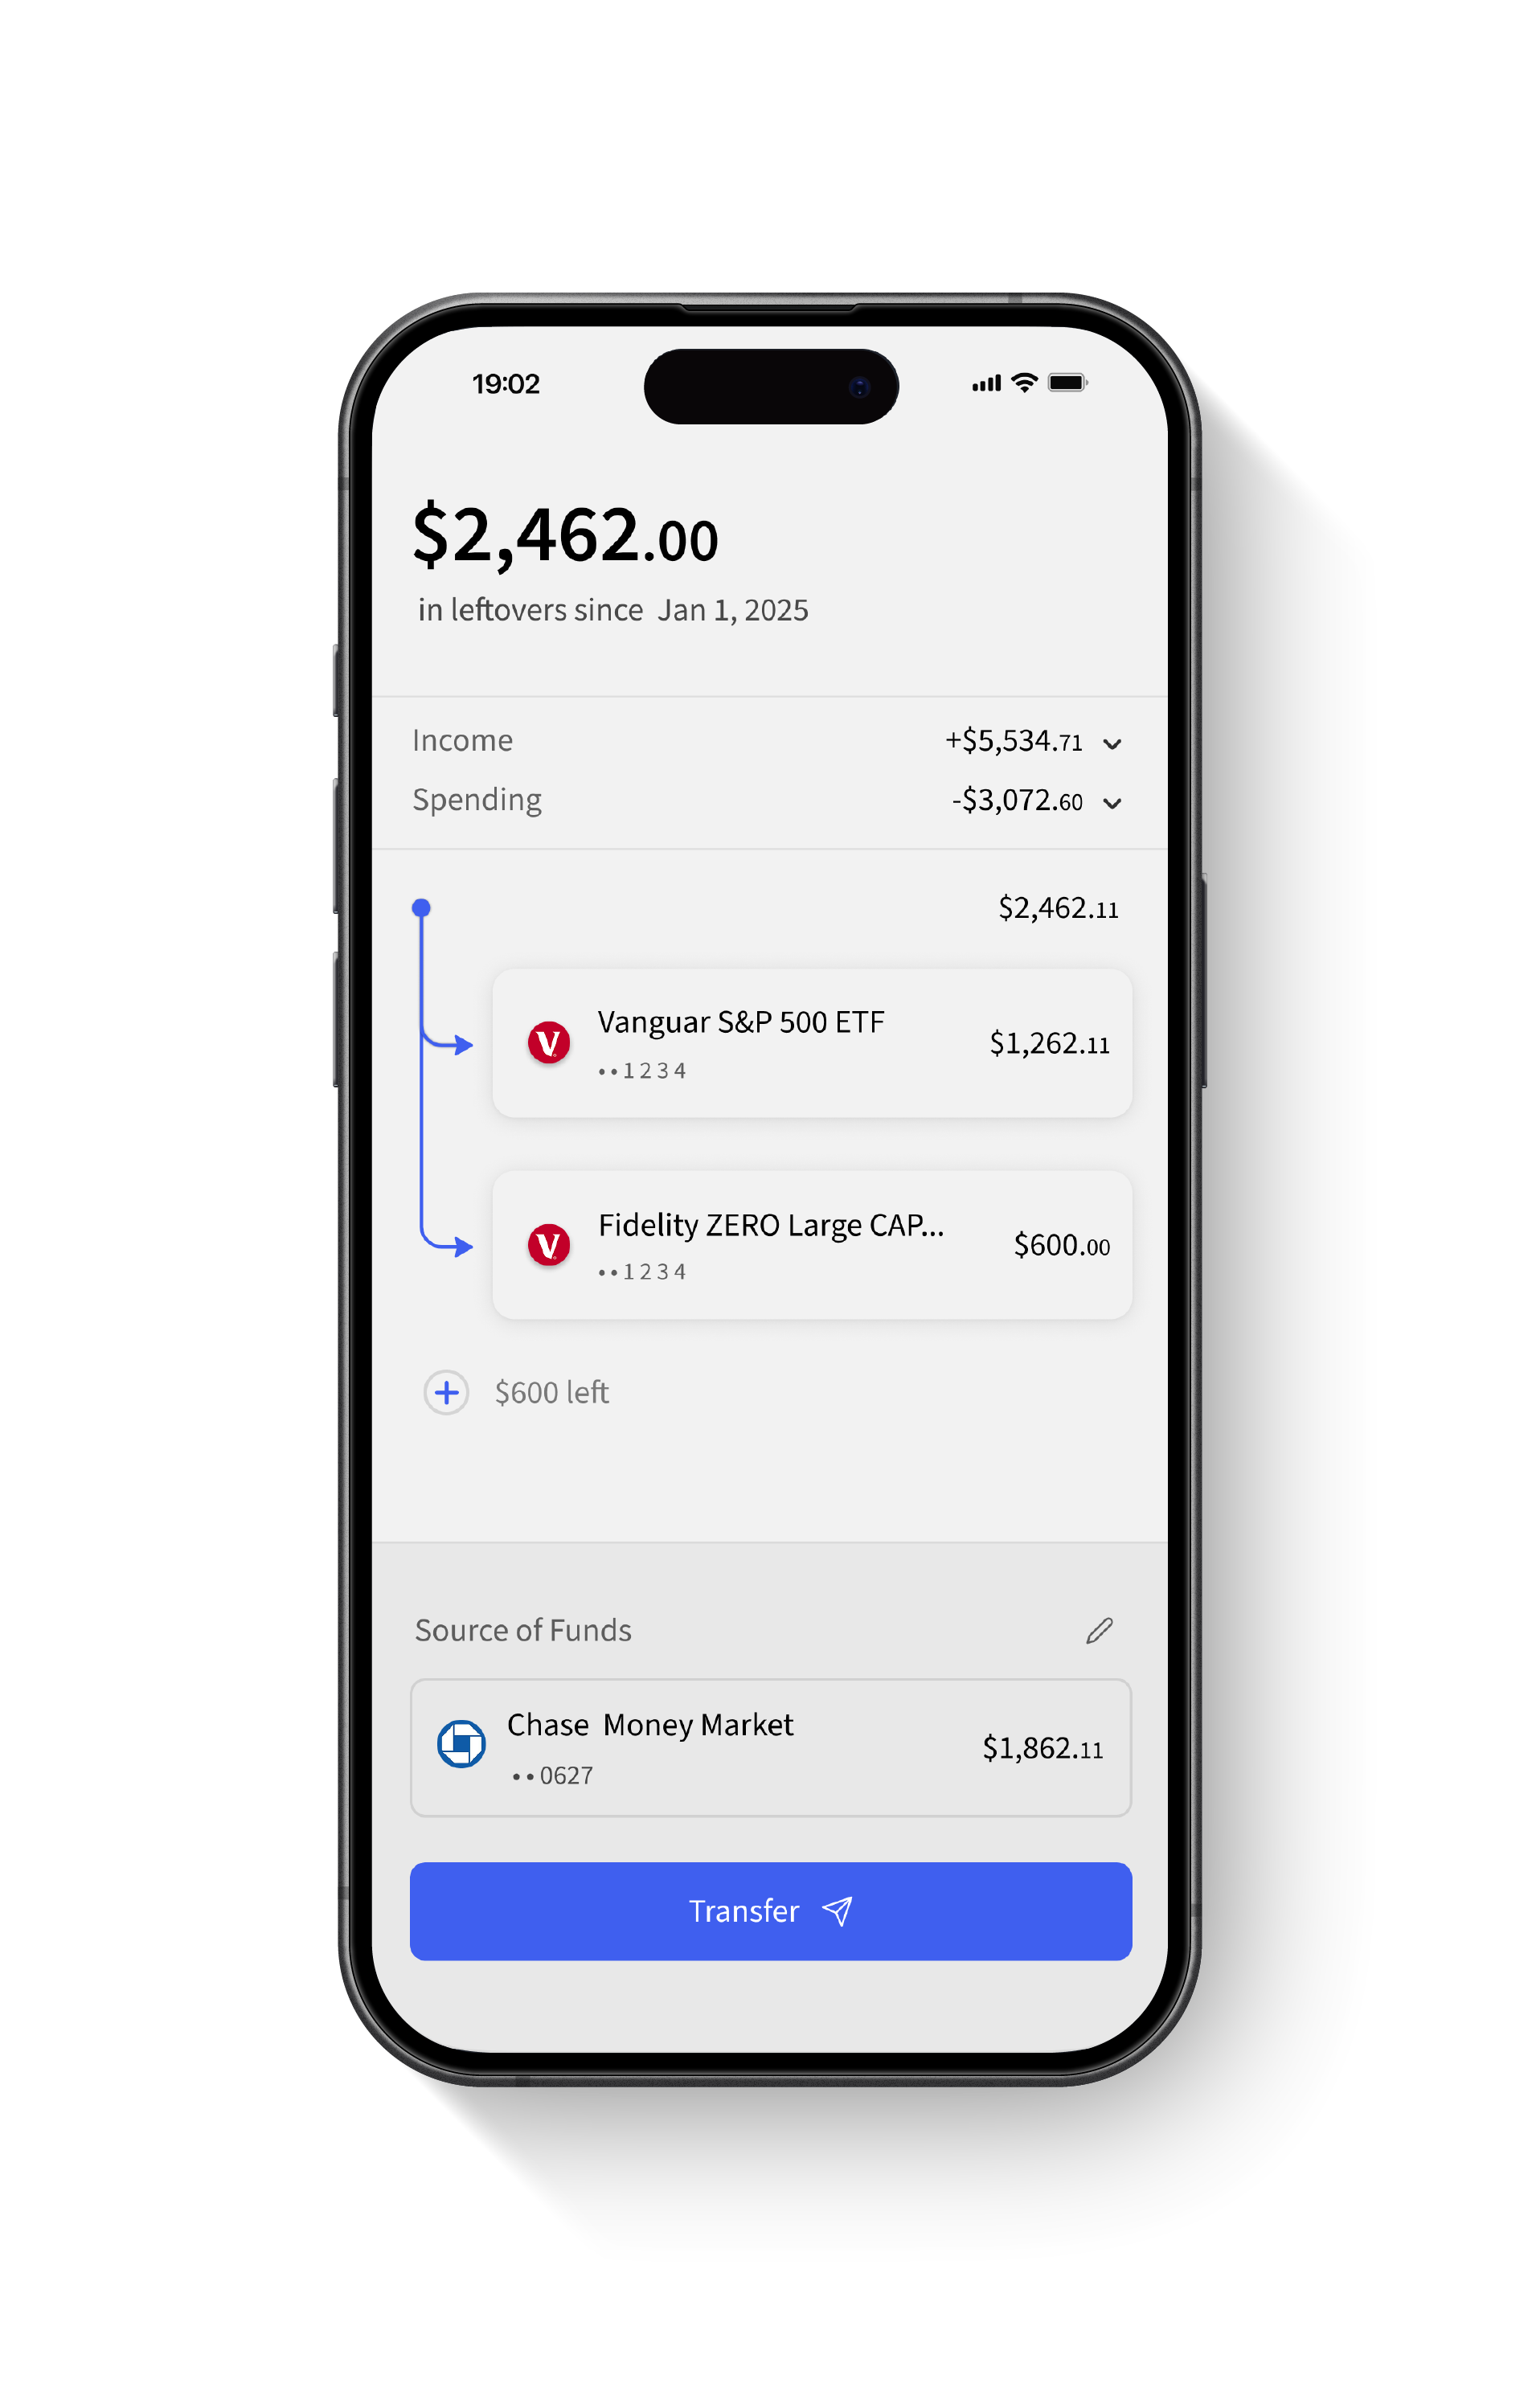 19:02
$2,462.00
in leftovers since Jan 1, 2025
Income +$5,534.71
Spending -$3,072.60
$2,462.11
Vanguar S&P 500 ETF
$1,262.11
••1234
Fidelity ZERO Large CAP...
$600.00
••1234
$600 left
Source of Funds
Chase Money Market
$1,862.11
••0627
Transfer